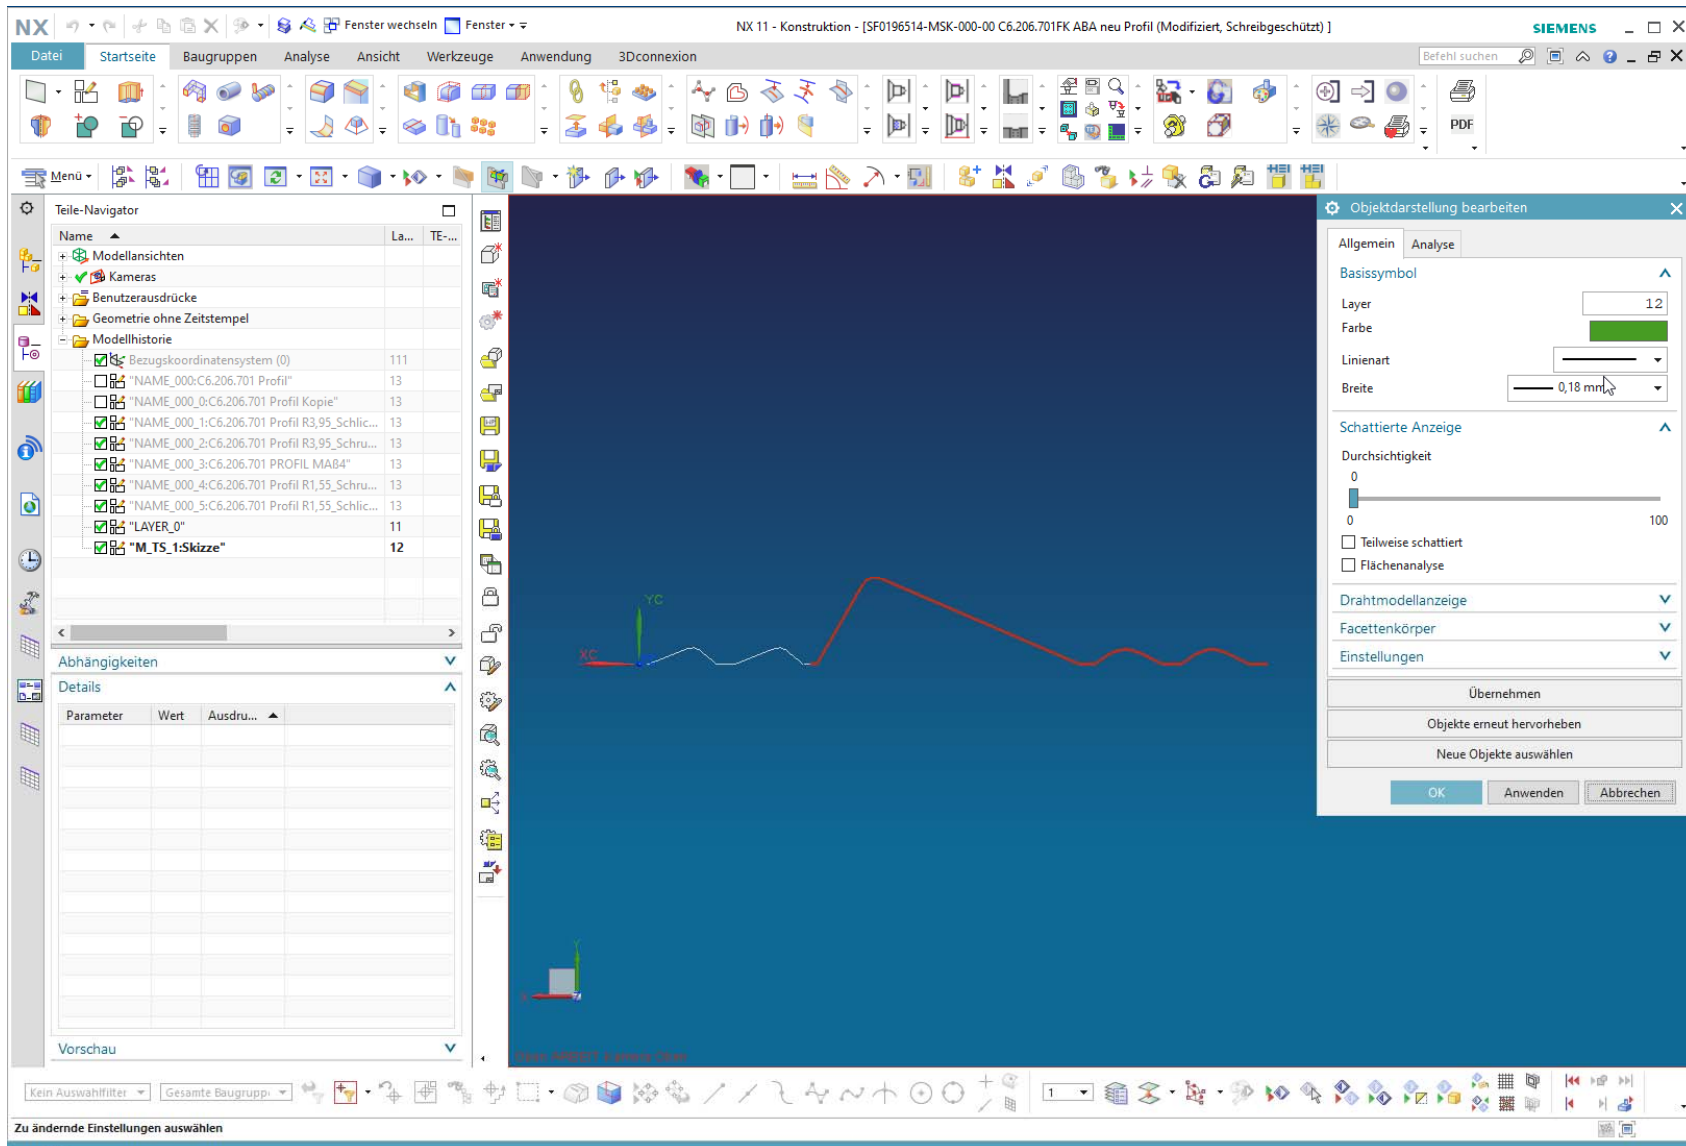 NX
Fenster wechseln
Fenster
NX 11 - Konstruktion - [SF0196514-MSK-000-00 C6.206.701FK ABA neu Profil (Modifiziert, Schreibgeschützt) ]
SIEMENS
Datei
Startseite
Baugruppen
Analyse
Ansicht
Werkzeuge
Anwendung
3Dconnexion
Befehl suchen
PDF
Menü
Teile-Navigator
Name
La...
TE-...
Modellansichten
Kameras
Benutzerausdrücke
Geometrie ohne Zeitstempel
Modellhistorie
Bezugskoordinatensystem (0) 111
"NAME_000:C6.206.701 Profil" 13
"NAME_000_0:C6.206.701 Profil Kopie" 13
"NAME_000_1:C6.206.701 Profil R3,95_Schlic... 13
"NAME_000_2:C6.206.701 Profil R3,95_Schru... 13
"NAME_000_3:C6.206.701 PROFIL MAß4" 13
"NAME_000_4:C6.206.701 Profil R1,55_Schru... 13
"NAME_000_5:C6.206.701 Profil R1,55_Schlic... 13
"LAYER_0" 11
"M_TS_1:Skizze" 12
Abhängigkeiten
Details
Parameter
Wert
Ausdru...
Vorschau
YC
XC
Y
X
Z
Objektdarstellung bearbeiten
Allgemein
Analyse
Basissymbol
Layer 12
Farbe
Linienart
Breite 0,18 mm
Schattierte Anzeige
Durchsichtigkeit
0
0 100
Teilweise schattiert
Flächenanalyse
Drahtmodellanzeige
Facettenkörper
Einstellungen
Übernehmen
Objekte erneut hervorheben
Neue Objekte auswählen
OK
Anwenden
Abbrechen
Kein Auswahlfilter
Gesamte Baugrupp
1
Zu ändernde Einstellungen auswählen